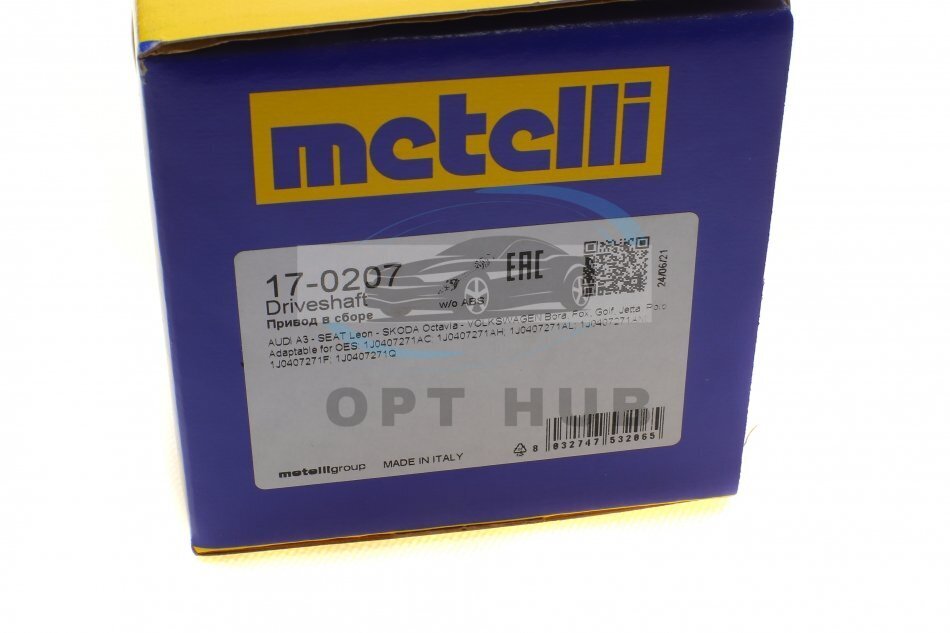 metelli
17-0207
Driveshaft
Привод в сборе
w/o ABS
EAC
24/06/21
AUDI A3 - SEAT Leon - SKODA Octavia - VOLKSWAGEN Bora, Fox, Golf, Jetta, Polo
Adaptable for OES: 1J0407271AC; 1J0407271AH; 1J0407271AL; 1J0407271AN;
1J0407271F; 1J0407271Q
OPT HUB
8 032747 532065
metelligroup MADE IN ITALY